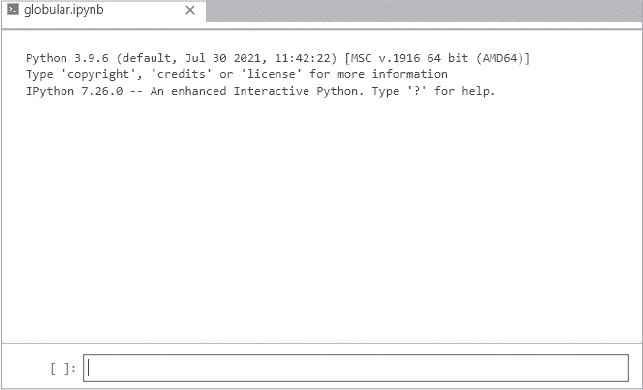 globular.ipynb
Python 3.9.6 (default, Jul 30 2021, 11:42:22) [MSC v.1916 64 bit (AMD64)]
Type 'copyright', 'credits' or 'license' for more information
IPython 7.26.0 -- An enhanced Interactive Python. Type '?' for help.
[ ]: